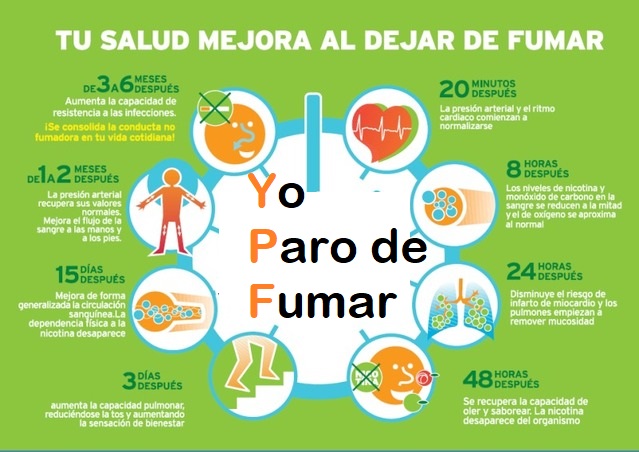 TU SALUD MEJORA AL DEJAR DE FUMAR
20 MINUTOS
DESPUÉS
La presión arterial y el ritmo
cardiaco comienzan a
normalizarse
8 HORAS
DESPUÉS
Los niveles de nicotina y
monóxido de carbono en la
sangre se reducen a la mitad
y el de oxígeno se aproxima
al normal
24 HORAS
DESPUÉS
Disminuye el riesgo de
infarto de miocardio y los
pulmones empiezan a
remover mucosidad
48 HORAS
DESPUÉS
Se recupera la capacidad de
oler y saborear. La nicotina
desaparece del organismo
3 DÍAS
DESPUÉS
aumenta la capacidad pulmonar,
reduciéndose la tos y aumentando
la sensación de bienestar
15 DÍAS
DESPUÉS
Mejora de forma
generalizada la circulación
sanguínea.La
dependencia física a la
nicotina desaparece
DE 1 A 2 MESES
DESPUÉS
La presión arterial
recupera sus valores
normales.
Mejora el flujo de la
sangre a las manos y
a los pies.
DE 3 A 6 MESES
DESPUÉS
Aumenta la capacidad de
resistencia a las infecciones.
¡Se consolida la conducta no
fumadora en tu vida cotidiana!
Yo
Paro de
Fumar